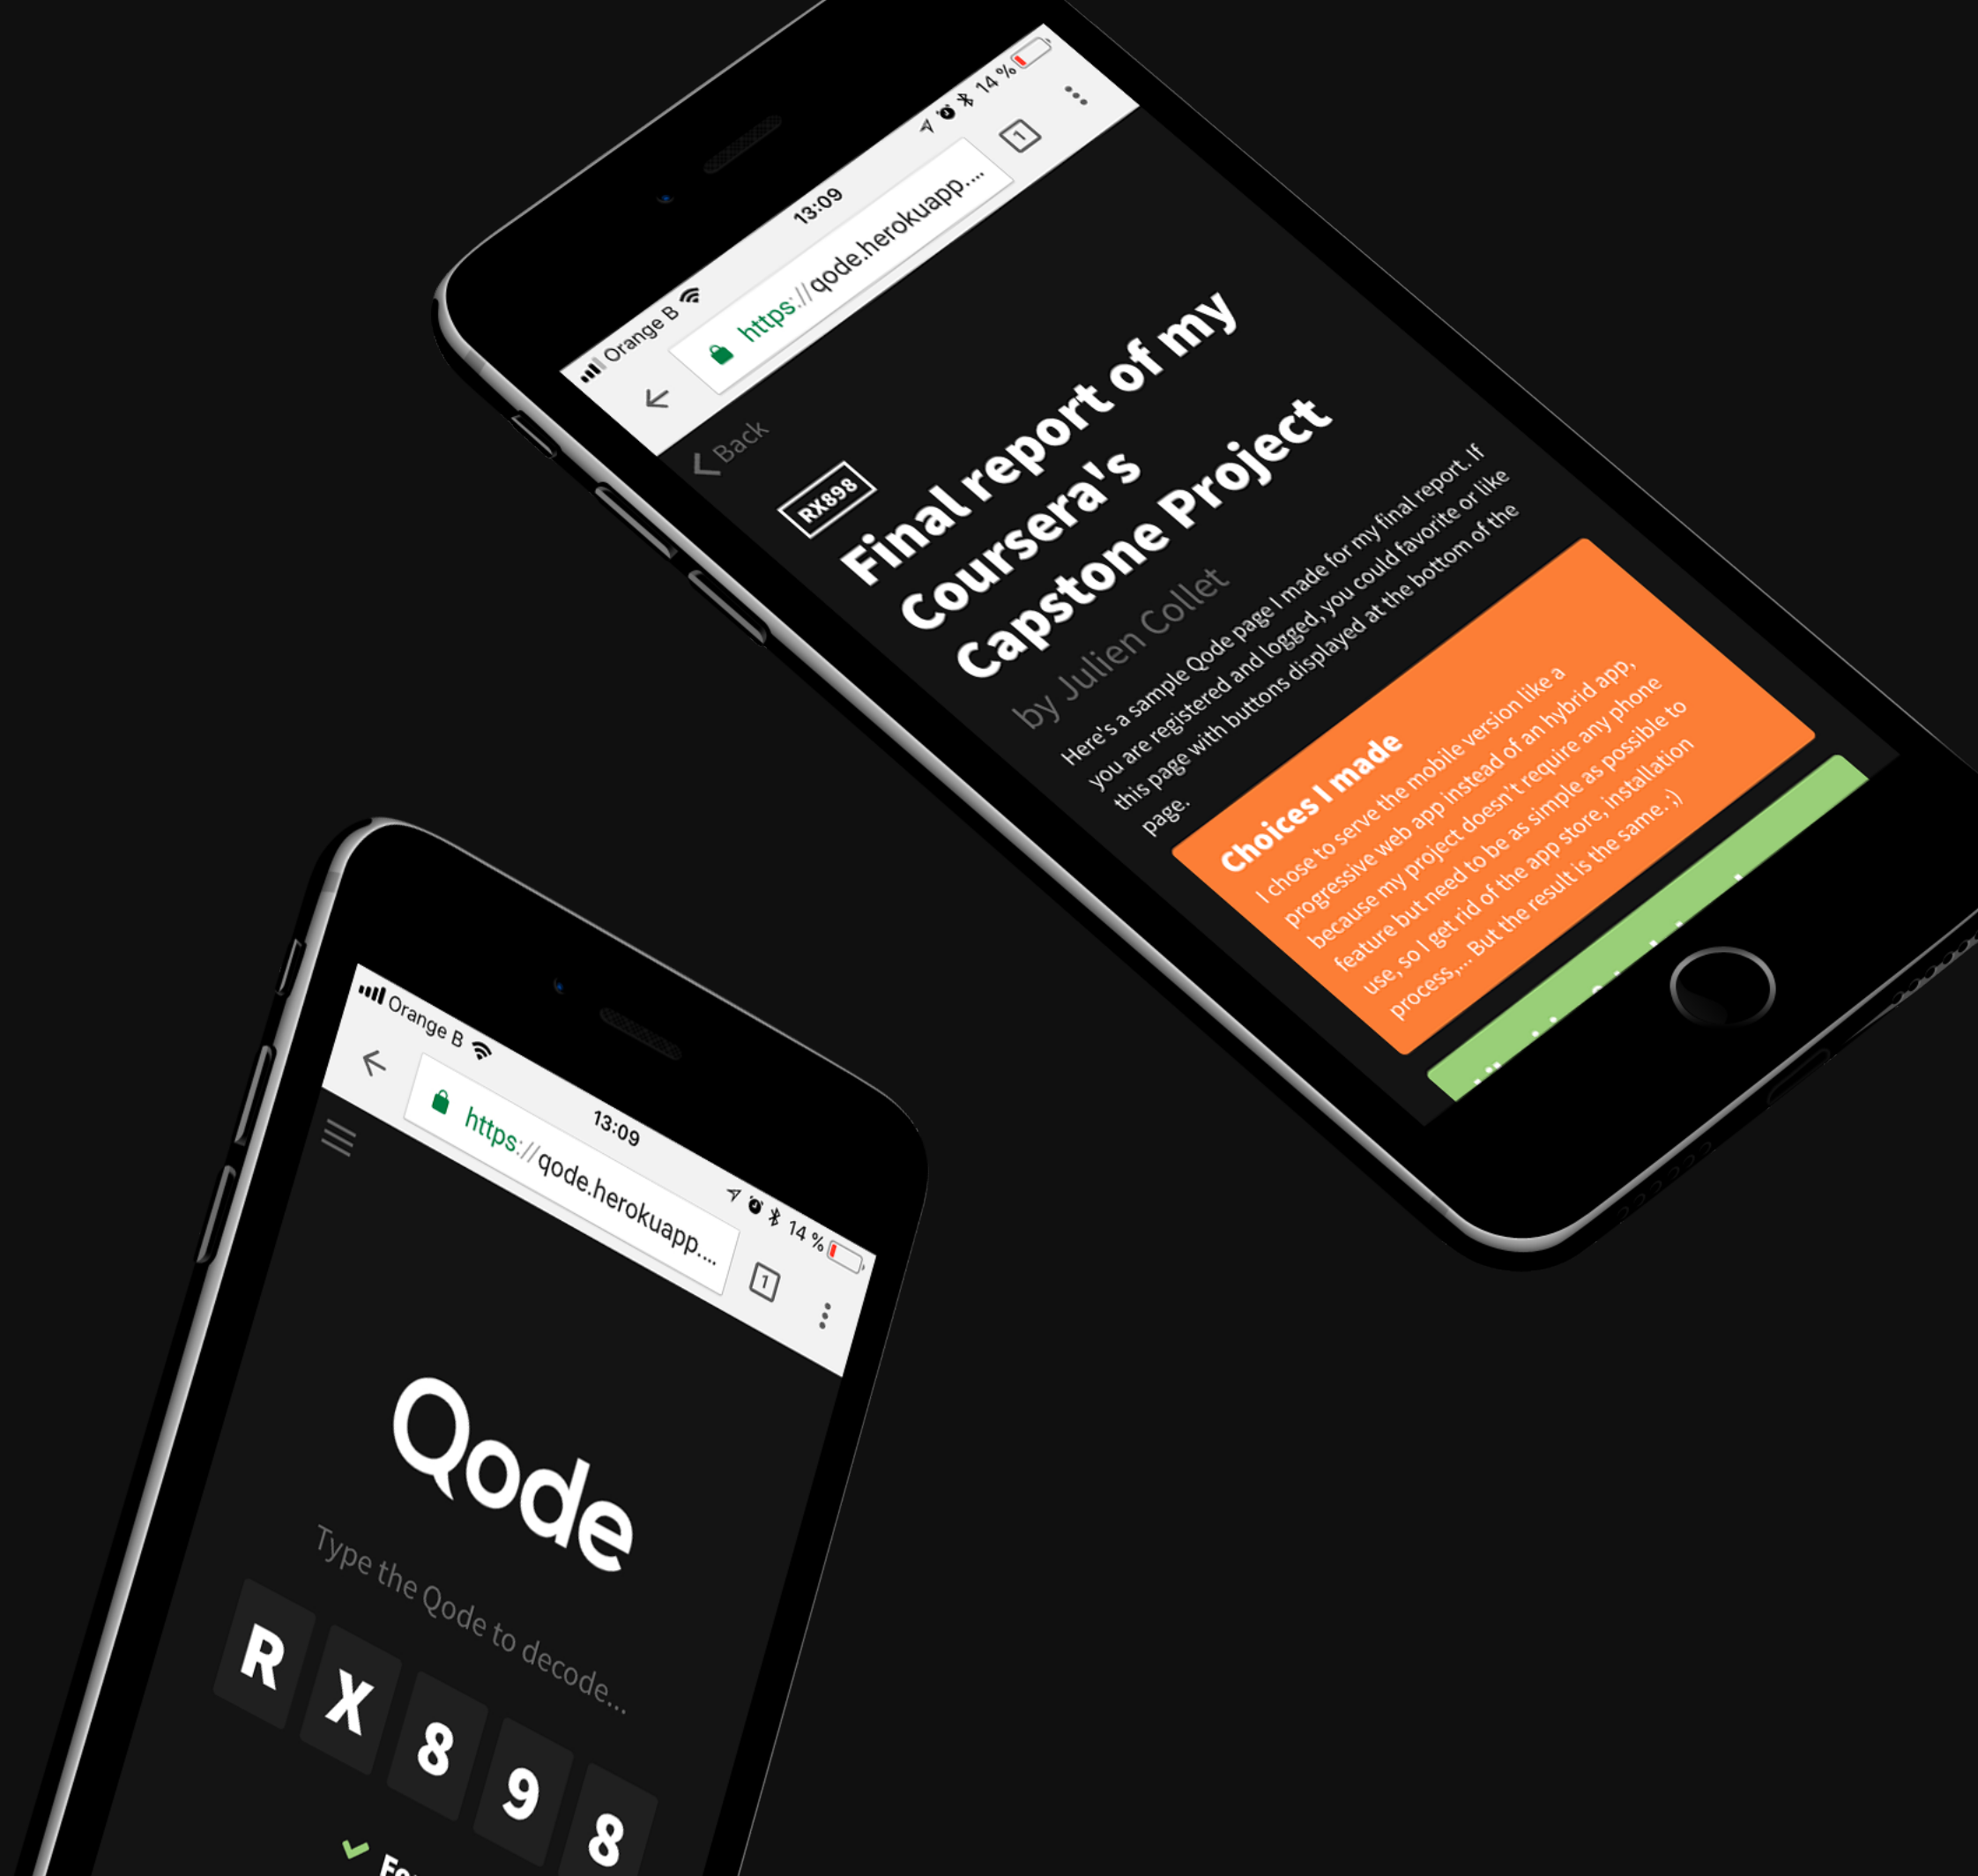 Orange B
13:09
14 %
https://qode.herokuapp....
1
Back
RX898
Final report of my
Coursera's
Capstone Project
by Julien Collet
Here's a sample Qode page I made for my final report. If
you are registered and logged, you could favorite or like
this page with buttons displayed at the bottom of the
page.
Choices I made
I chose to serve the mobile version like a
progressive web app instead of an hybrid app,
because my project doesn't require any phone
feature but need to be as simple as possible to
use, so I get rid of the app store, installation
process,... But the result is the same. ;)
Orange B
13:09
14 %
https://qode.herokuapp....
1
Qode
Type the Qode to decode...
R X 8 9 8